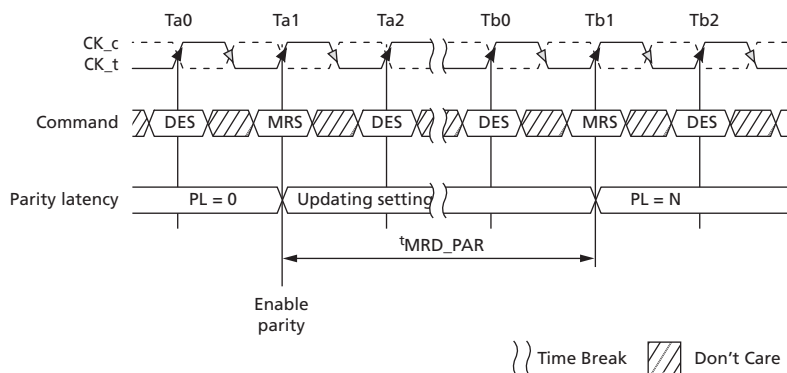 Ta0 Ta1 Ta2 Tb0 Tb1 Tb2
CK_c
CK_t
Command DES MRS DES DES MRS DES
Parity latency PL = 0 Updating setting PL = N
tMRD_PAR
Enable
parity
Time Break Don't Care